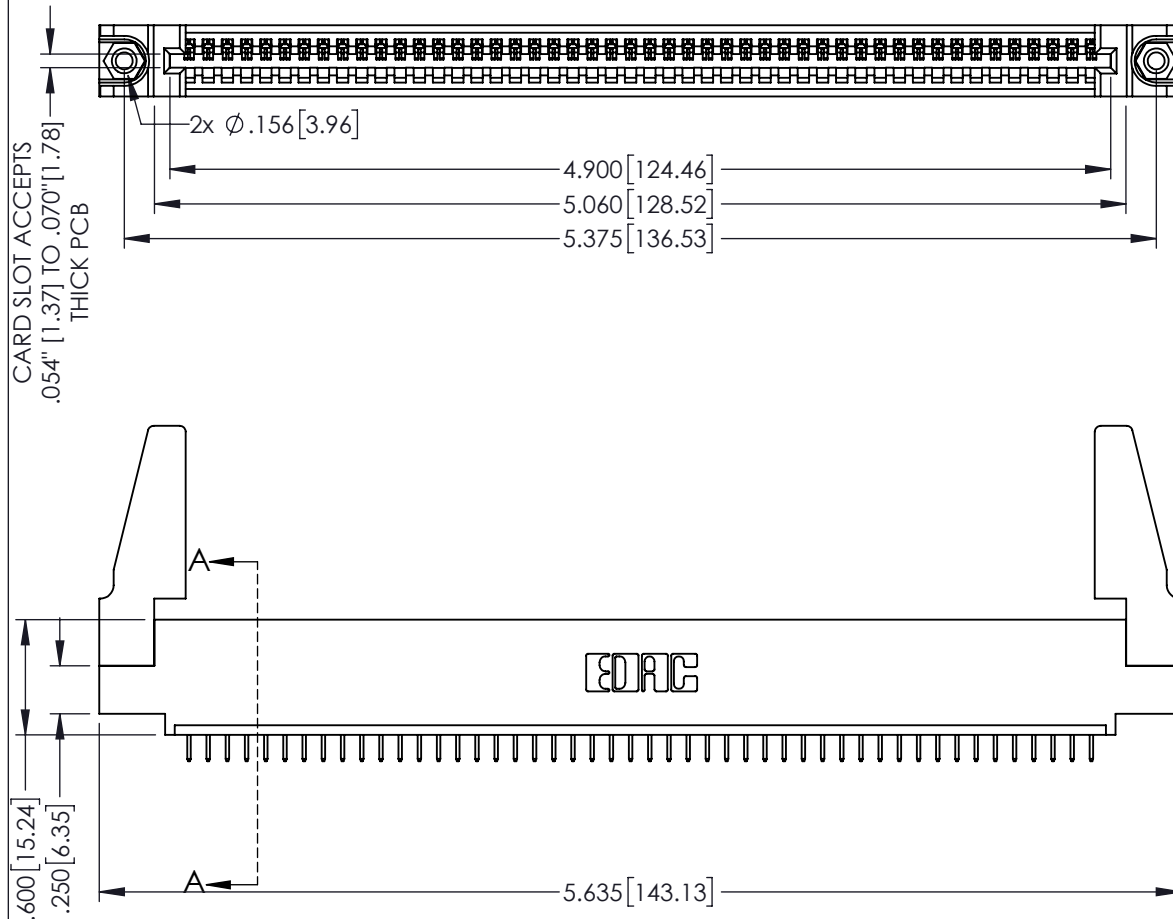 2x Ø.156[3.96]
4.900[124.46]
5.060[128.52]
5.375[136.53]
CARD SLOT ACCEPTS
.054" [1.37] TO .070"[1.78]
THICK PCB
A
EDAC
.600[15.24]
.250[6.35]
A
5.635[143.13]